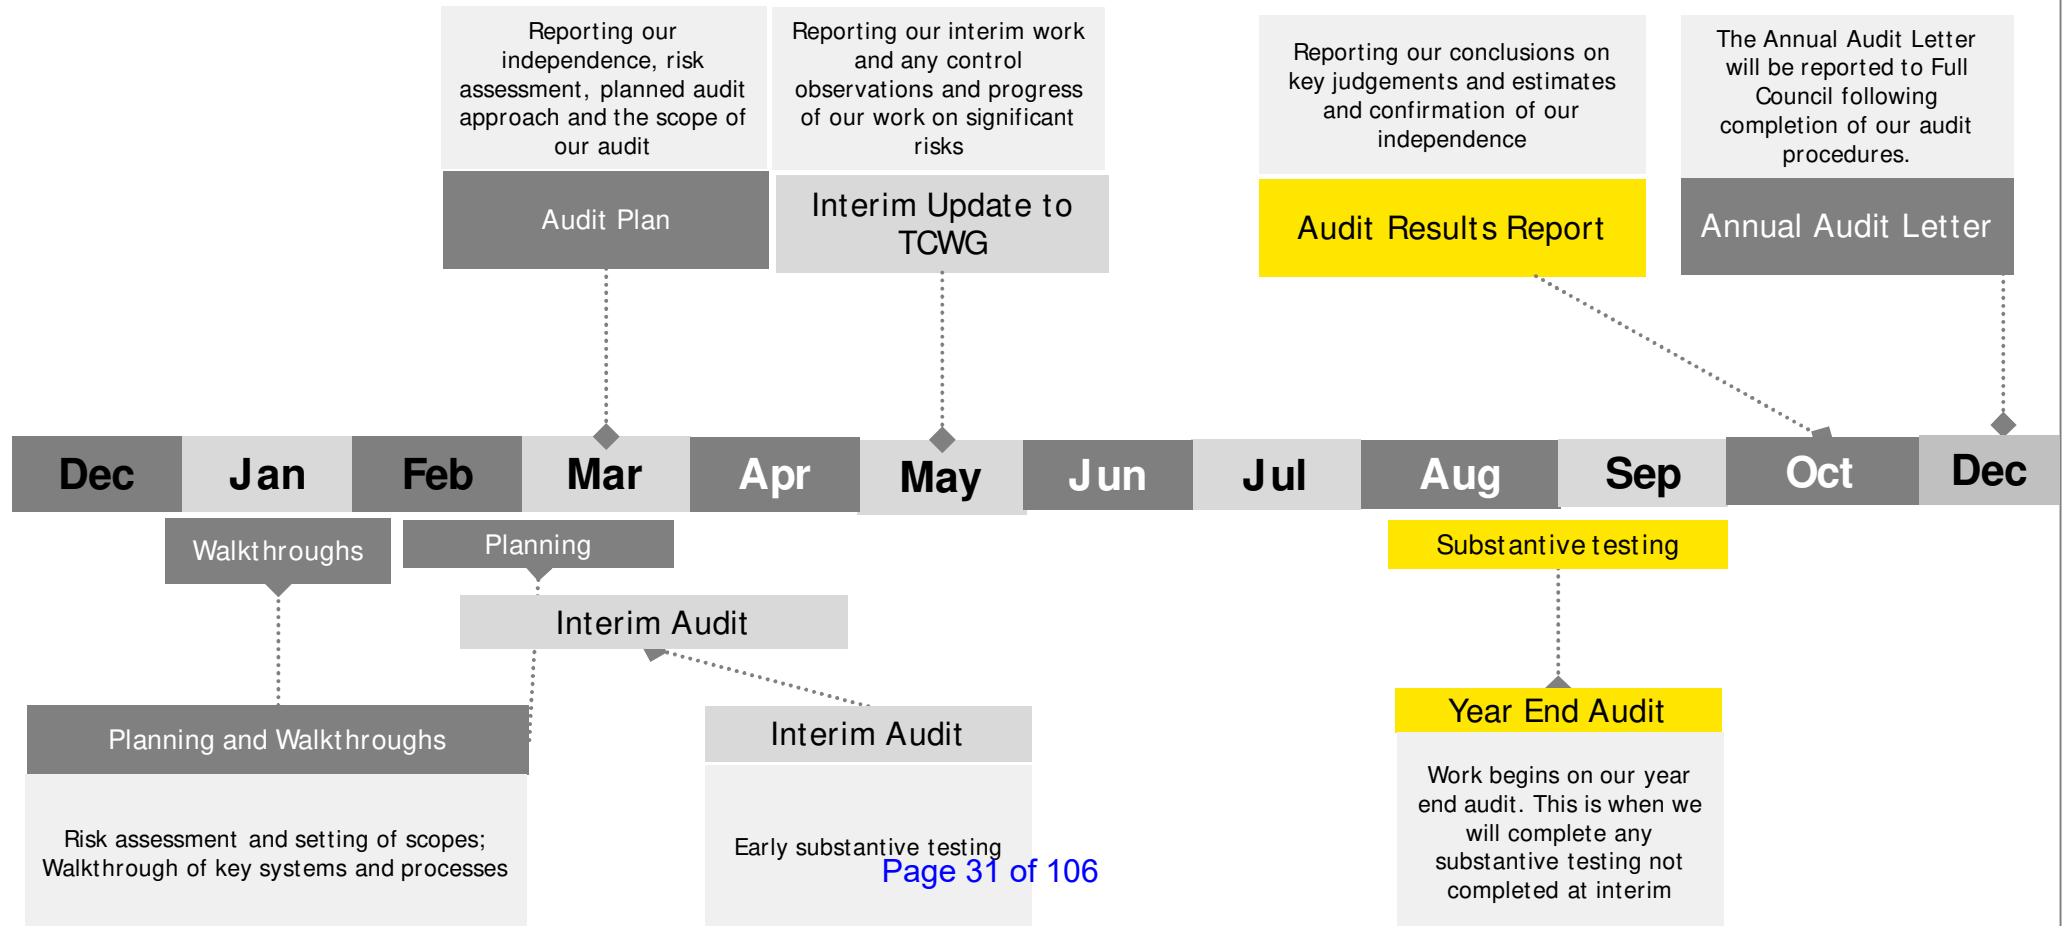 Reporting our
independence, risk
assessment, planned audit
approach and the scope of
our audit
Audit Plan
Reporting our interim work
and any control
observations and progress
of our work on significant
risks
Interim Update to
TCWG
Reporting our conclusions on
key judgements and estimates
and confirmation of our
independence
Audit Results Report
The Annual Audit Letter
will be reported to Full
Council following
completion of our audit
procedures.
Annual Audit Letter
Dec Jan Feb Mar Apr May Jun Jul Aug Sep Oct Dec
Walkthroughs
Planning
Interim Audit
Substantive testing
Planning and Walkthroughs
Risk assessment and setting of scopes;
Walkthrough of key systems and processes
Interim Audit
Early substantive testing
Year End Audit
Work begins on our year
end audit. This is when we
will complete any
substantive testing not
completed at interim
Page 31 of 106